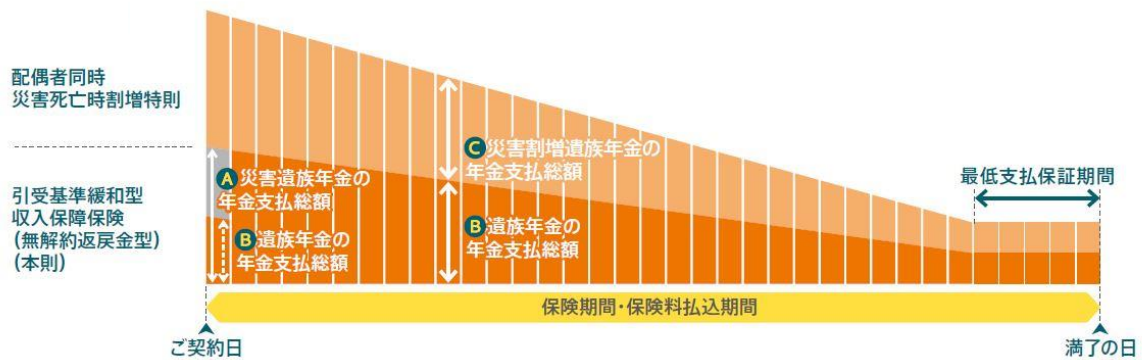 配偶者同時
災害死亡時割増特則
引受基準緩和型
収入保障保険
(無解約返戻金型)
(本則)
A 災害遺族年金の
年金支払総額
B 遺族年金の
年金支払総額
C 災害割増遺族年金の
年金支払総額
B 遺族年金の
年金支払総額
最低支払保証期間
保険期間・保険料払込期間
ご契約日
満了の日